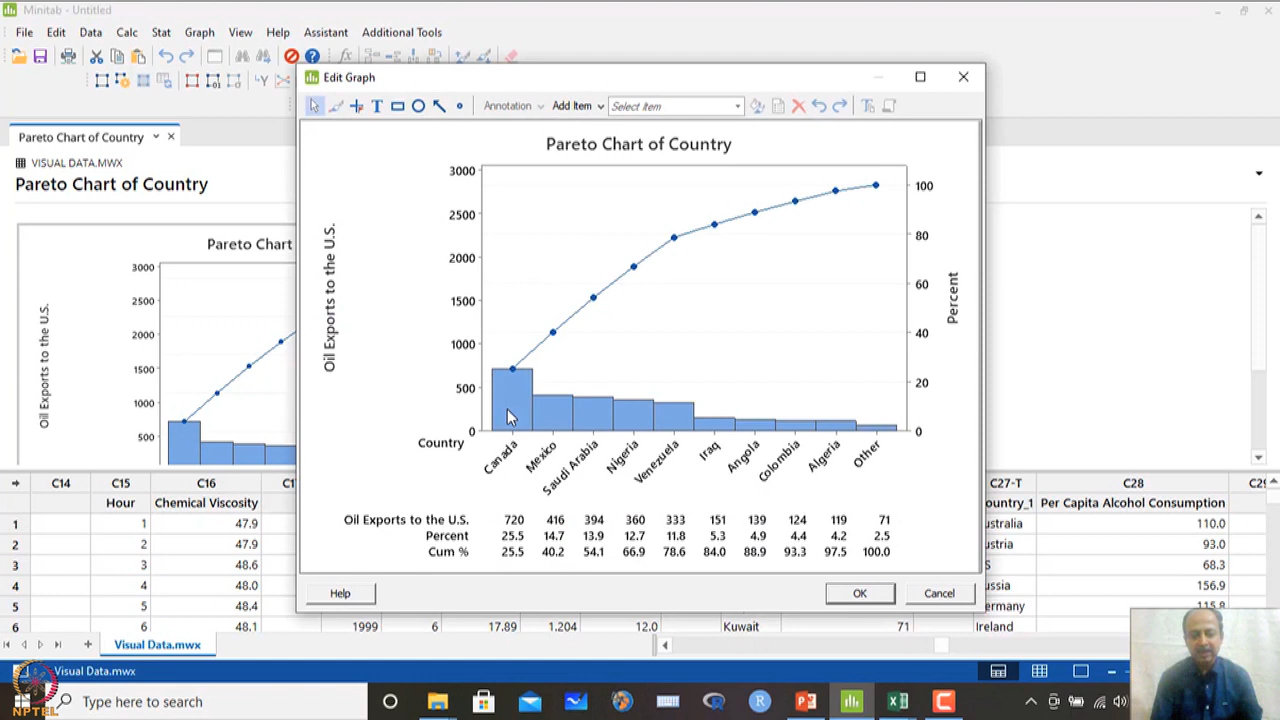 Minitab - Untitled
File Edit Data Calc Stat Graph View Help Assistant Additional Tools
Edit Graph
Annotation Add Item Select Item
Pareto Chart of Country
VISUAL DATA.MWX
Pareto Chart of Country
Pareto Chart
3000
2500
2000
1500
1000
500
Oil Exports to the U.S.
Pareto Chart of Country
3000
2500
2000
1500
1000
500
0
Oil Exports to the U.S.
100
80
60
40
20
0
Percent
Country Canada Mexico Saudi Arabia Nigeria Venezuela Iraq Angola Colombia Algeria Other
Oil Exports to the U.S. 720 416 394 360 333 151 139 124 119 71
Percent 25.5 14.7 13.9 12.7 11.8 5.3 4.9 4.4 4.2 2.5
Cum % 25.5 40.2 54.1 66.9 78.6 84.0 88.9 93.3 97.5 100.0
Help OK Cancel
C14 C15 C16 C27-T C28
Hour Chemical Viscosity ountry_1 Per Capita Alcohol Consumption
1 1 47.9 ustralia 110.0
2 2 47.9 ustria 93.0
3 3 48.6 S 68.3
4 4 48.0 ussia 156.9
5 5 48.4 ermany 115.8
6 6 48.1 1999 6 17.89 1.204 12.0 Kuwait 71 Ireland
Visual Data.mwx
Visual Data.mwx
Type here to search
NPTEL